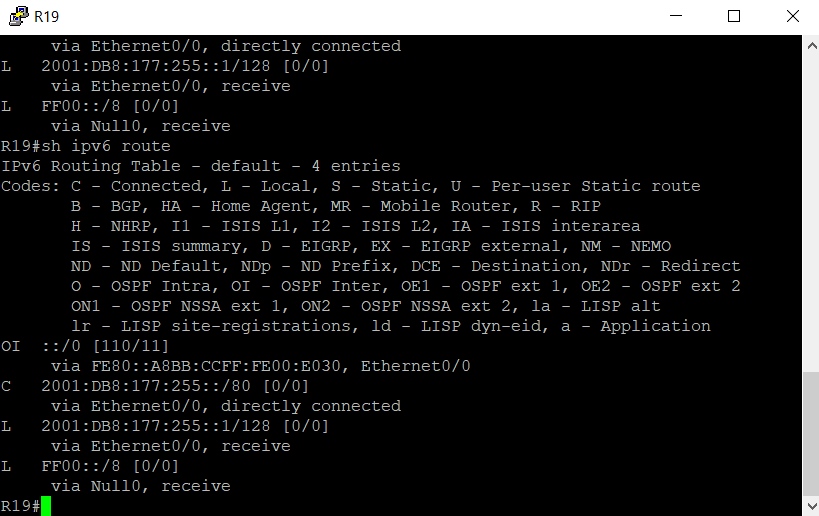 R19
via Ethernet0/0, directly connected
L   2001:DB8:177:255::1/128 [0/0]
     via Ethernet0/0, receive
L   FF00::/8 [0/0]
     via Null0, receive
R19#sh ipv6 route
IPv6 Routing Table - default - 4 entries
Codes: C - Connected, L - Local, S - Static, U - Per-user Static route
       B - BGP, HA - Home Agent, MR - Mobile Router, R - RIP
       H - NHRP, I1 - ISIS L1, I2 - ISIS L2, IA - ISIS interarea
       IS - ISIS summary, D - EIGRP, EX - EIGRP external, NM - NEMO
       ND - ND Default, NDp - ND Prefix, DCE - Destination, NDr - Redirect
       O - OSPF Intra, OI - OSPF Inter, OE1 - OSPF ext 1, OE2 - OSPF ext 2
       ON1 - OSPF NSSA ext 1, ON2 - OSPF NSSA ext 2, la - LISP alt
       lr - LISP site-registrations, ld - LISP dyn-eid, a - Application
OI  ::/0 [110/11]
     via FE80::A8BB:CCFF:FE00:E030, Ethernet0/0
C   2001:DB8:177:255::/80 [0/0]
     via Ethernet0/0, directly connected
L   2001:DB8:177:255::1/128 [0/0]
     via Ethernet0/0, receive
L   FF00::/8 [0/0]
     via Null0, receive
R19#